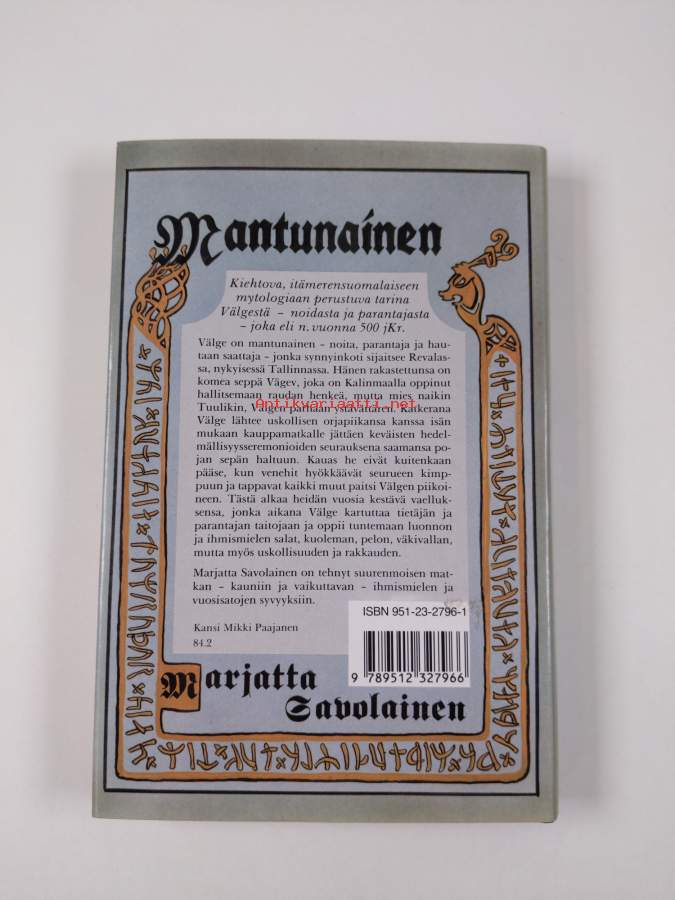 Mantunainen
Kiehtova, itämerensuomalaiseen
mytologiaan perustuva tarina
Välgestä – noidasta ja parantajasta
– joka eli n. vuonna 500 jKr.
Välge on mantunainen – noita, parantaja ja hau-
taan saattaja – jonka synnyinkoti sijaitsee Revalas-
sa, nykyisessä Tallinnassa. Hänen rakastettunsa on
komea seppä Vägev, joka on Kalinmaalla oppinut
hallitsemaan raudan henkeä, mutta mies naikin
Tuulikin, Välgen parhaan ystävättären. Katkerana
antikvariaatti.net
Välge lähtee uskollisen orjapiikansa kanssa isän
mukaan kauppamatkalle jättäen keväisten hedel-
mällisyysseremonioiden seurauksena saamansa po-
jan sepän haltuun. Kauas he eivät kuitenkaan
pääse, kun venehit hyökkäävät seurueen kimp-
puun ja tappavat kaikki muut paitsi Välgen piikoi-
neen. Tästä alkaa heidän vuosia kestävä vaelluk-
sensa, jonka aikana Välge kartuttaa tietäjän ja
parantajan taitojaan ja oppii tuntemaan luonnon
ja ihmismielen salat, kuoleman, pelon, väkivallan,
mutta myös uskollisuuden ja rakkauden.
Marjatta Savolainen on tehnyt suurenmoisen mat-
kan – kauniin ja vaikuttavan – ihmismielen ja
vuosisatojen syvyyksiin.
Kansi Mikki Paajanen
84.2
ISBN 951-23-2796-1
9 789512 327966
Marjatta
Savolainen